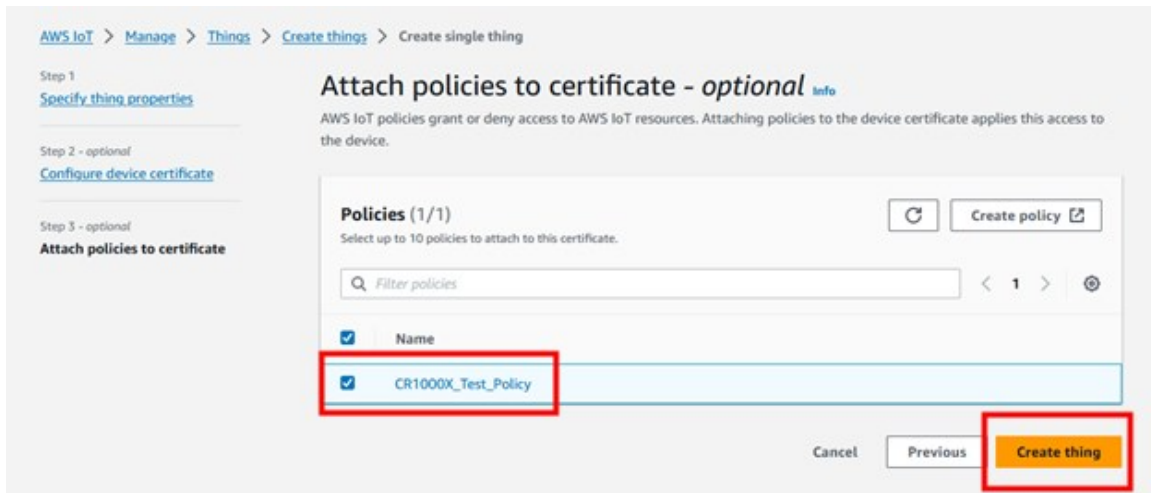 AWS IoT > Manage > Things > Create things > Create single thing
Step 1
Specify thing properties
Step 2 - optional
Configure device certificate
Step 3 - optional
Attach policies to certificate
Attach policies to certificate - optional Info
AWS IoT policies grant or deny access to AWS IoT resources. Attaching policies to the device certificate applies this access to
the device.
Policies (1/1)
Select up to 10 policies to attach to this certificate.
Create policy
Filter policies
< 1 >
Name
CR1000X_Test_Policy
Cancel
Previous
Create thing